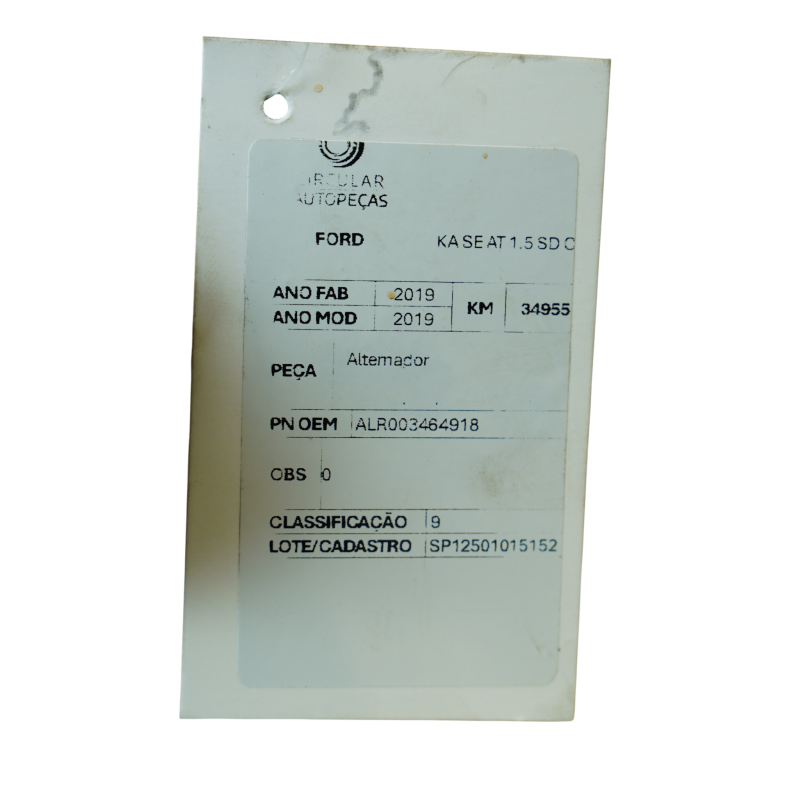 CIRCULAR
AUTOPEÇAS
FORD KA SE AT 1.5 SD C
ANO FAB 2019
ANO MOD 2019
KM 34955
PEÇA Alternador
PN OEM ALR003464918
OBS 0
CLASSIFICAÇÃO 9
LOTE/CADASTRO SP12501015152